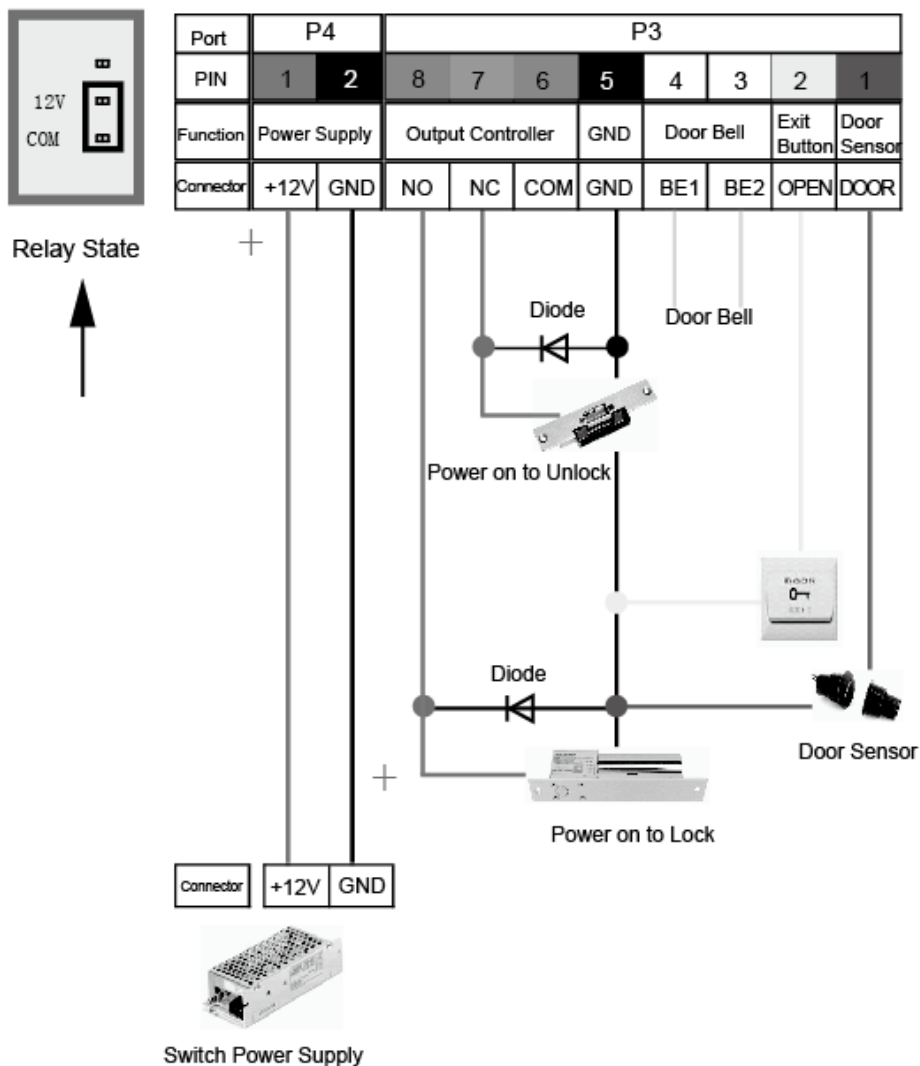 Port P4 P3
PIN 1 2 8 7 6 5 4 3 2 1
12V
COM
Function Power Supply Output Controller GND Door Bell Exit Button Door Sensor
Connector +12V GND NO NC COM GND BE1 BE2 OPEN DOOR
Relay State
+
Diode
Door Bell
Power on to Unlock
Diode
Door Sensor
+
Power on to Lock
Connector +12V GND
Switch Power Supply